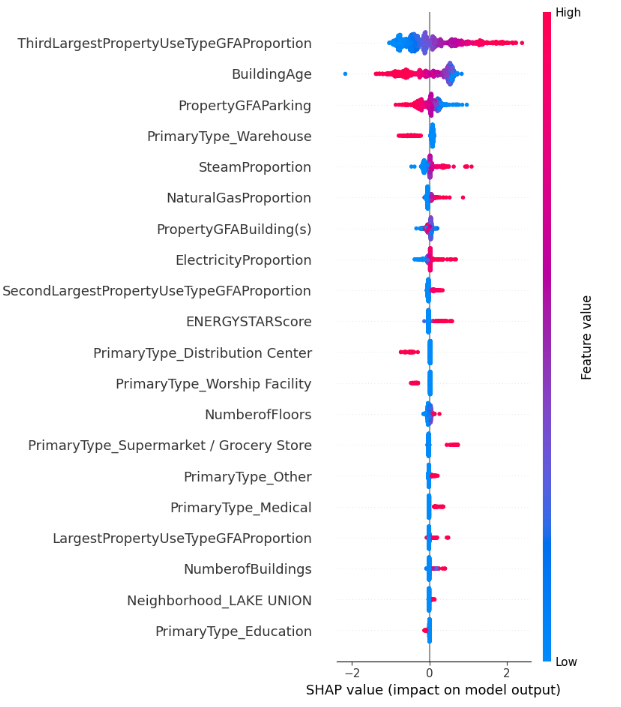 High
ThirdLargestPropertyUseTypeGFAProportion
BuildingAge
PropertyGFAParking
PrimaryType_Warehouse
SteamProportion
NaturalGasProportion
PropertyGFABuilding(s)
ElectricityProportion
SecondLargestPropertyUseTypeGFAProportion
ENERGYSTARScore
PrimaryType_Distribution Center
PrimaryType_Worship Facility
NumberofFloors
PrimaryType_Supermarket / Grocery Store
PrimaryType_Other
PrimaryType_Medical
LargestPropertyUseTypeGFAProportion
NumberofBuildings
Neighborhood_LAKE UNION
PrimaryType_Education
Feature value
Low
−2 0 2
SHAP value (impact on model output)